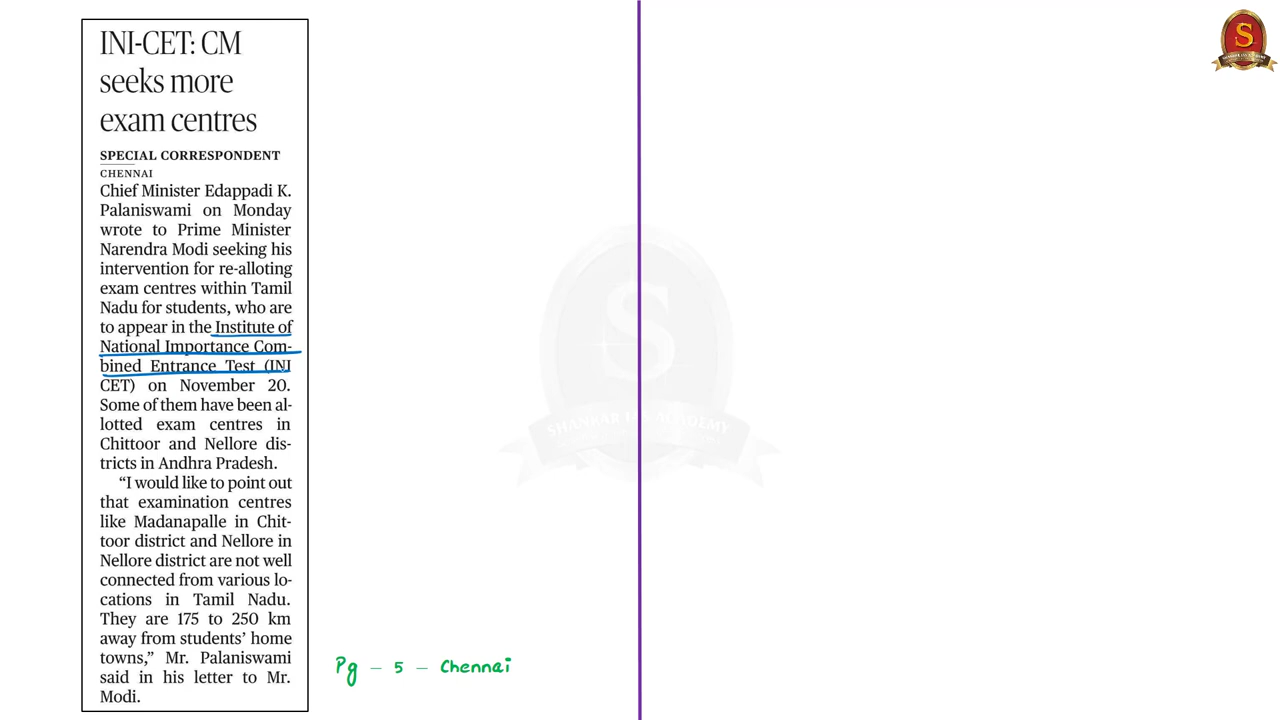 INI-CET: CM
seeks more
exam centres
SPECIAL CORRESPONDENT
CHENNAI
Chief Minister Edappadi K.
Palaniswami on Monday
wrote to Prime Minister
Narendra Modi seeking his
intervention for re-alloting
exam centres within Tamil
Nadu for students, who are
to appear in the Institute of
National Importance Com-
bined Entrance Test (INI
CET) on November 20.
Some of them have been al-
lotted exam centres in
Chittoor and Nellore dis-
tricts in Andhra Pradesh.
“I would like to point out
that examination centres
like Madanapalle in Chit-
toor district and Nellore in
Nellore district are not well
connected from various lo-
cations in Tamil Nadu.
They are 175 to 250 km
away from students’ home
towns,” Mr. Palaniswami
said in his letter to Mr.
Modi.
Pg – 5 – Chennai
S
SHANKAR IAS ACADEMY
S
SHANKAR IAS ACADEMY